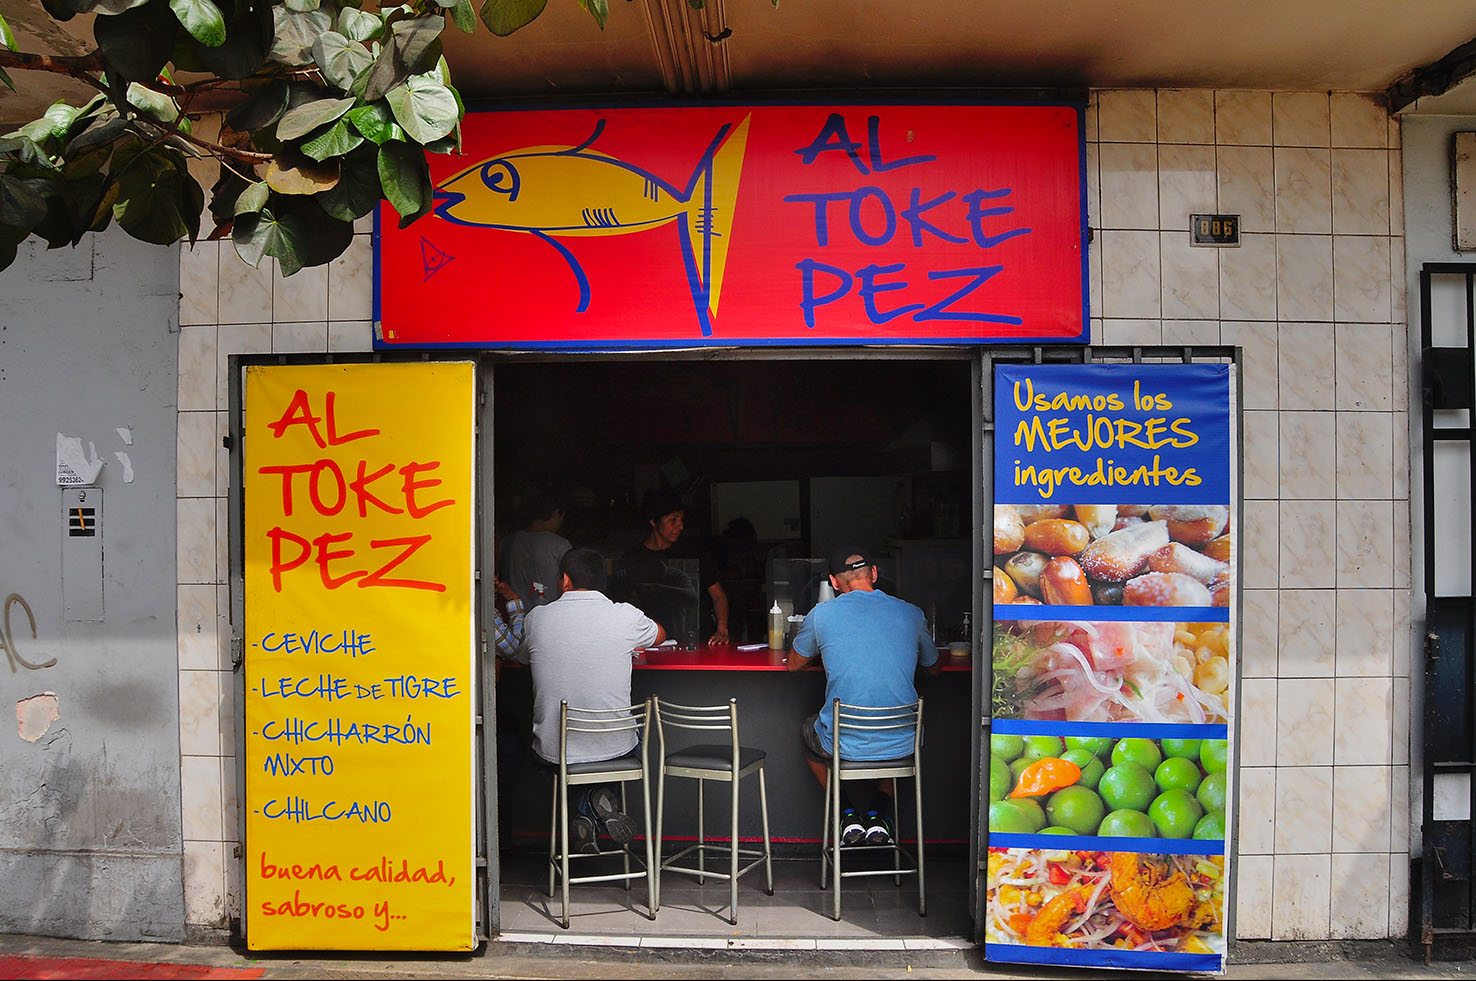 AL
TOKE
PEZ
886
AL
TOKE
PEZ
- CEVICHE
- LECHE DE TIGRE
- CHICHARRÓN
MIXTO
- CHILCANO
buena calidad,
sabroso y...
Usamos los
MEJORES
ingredientes